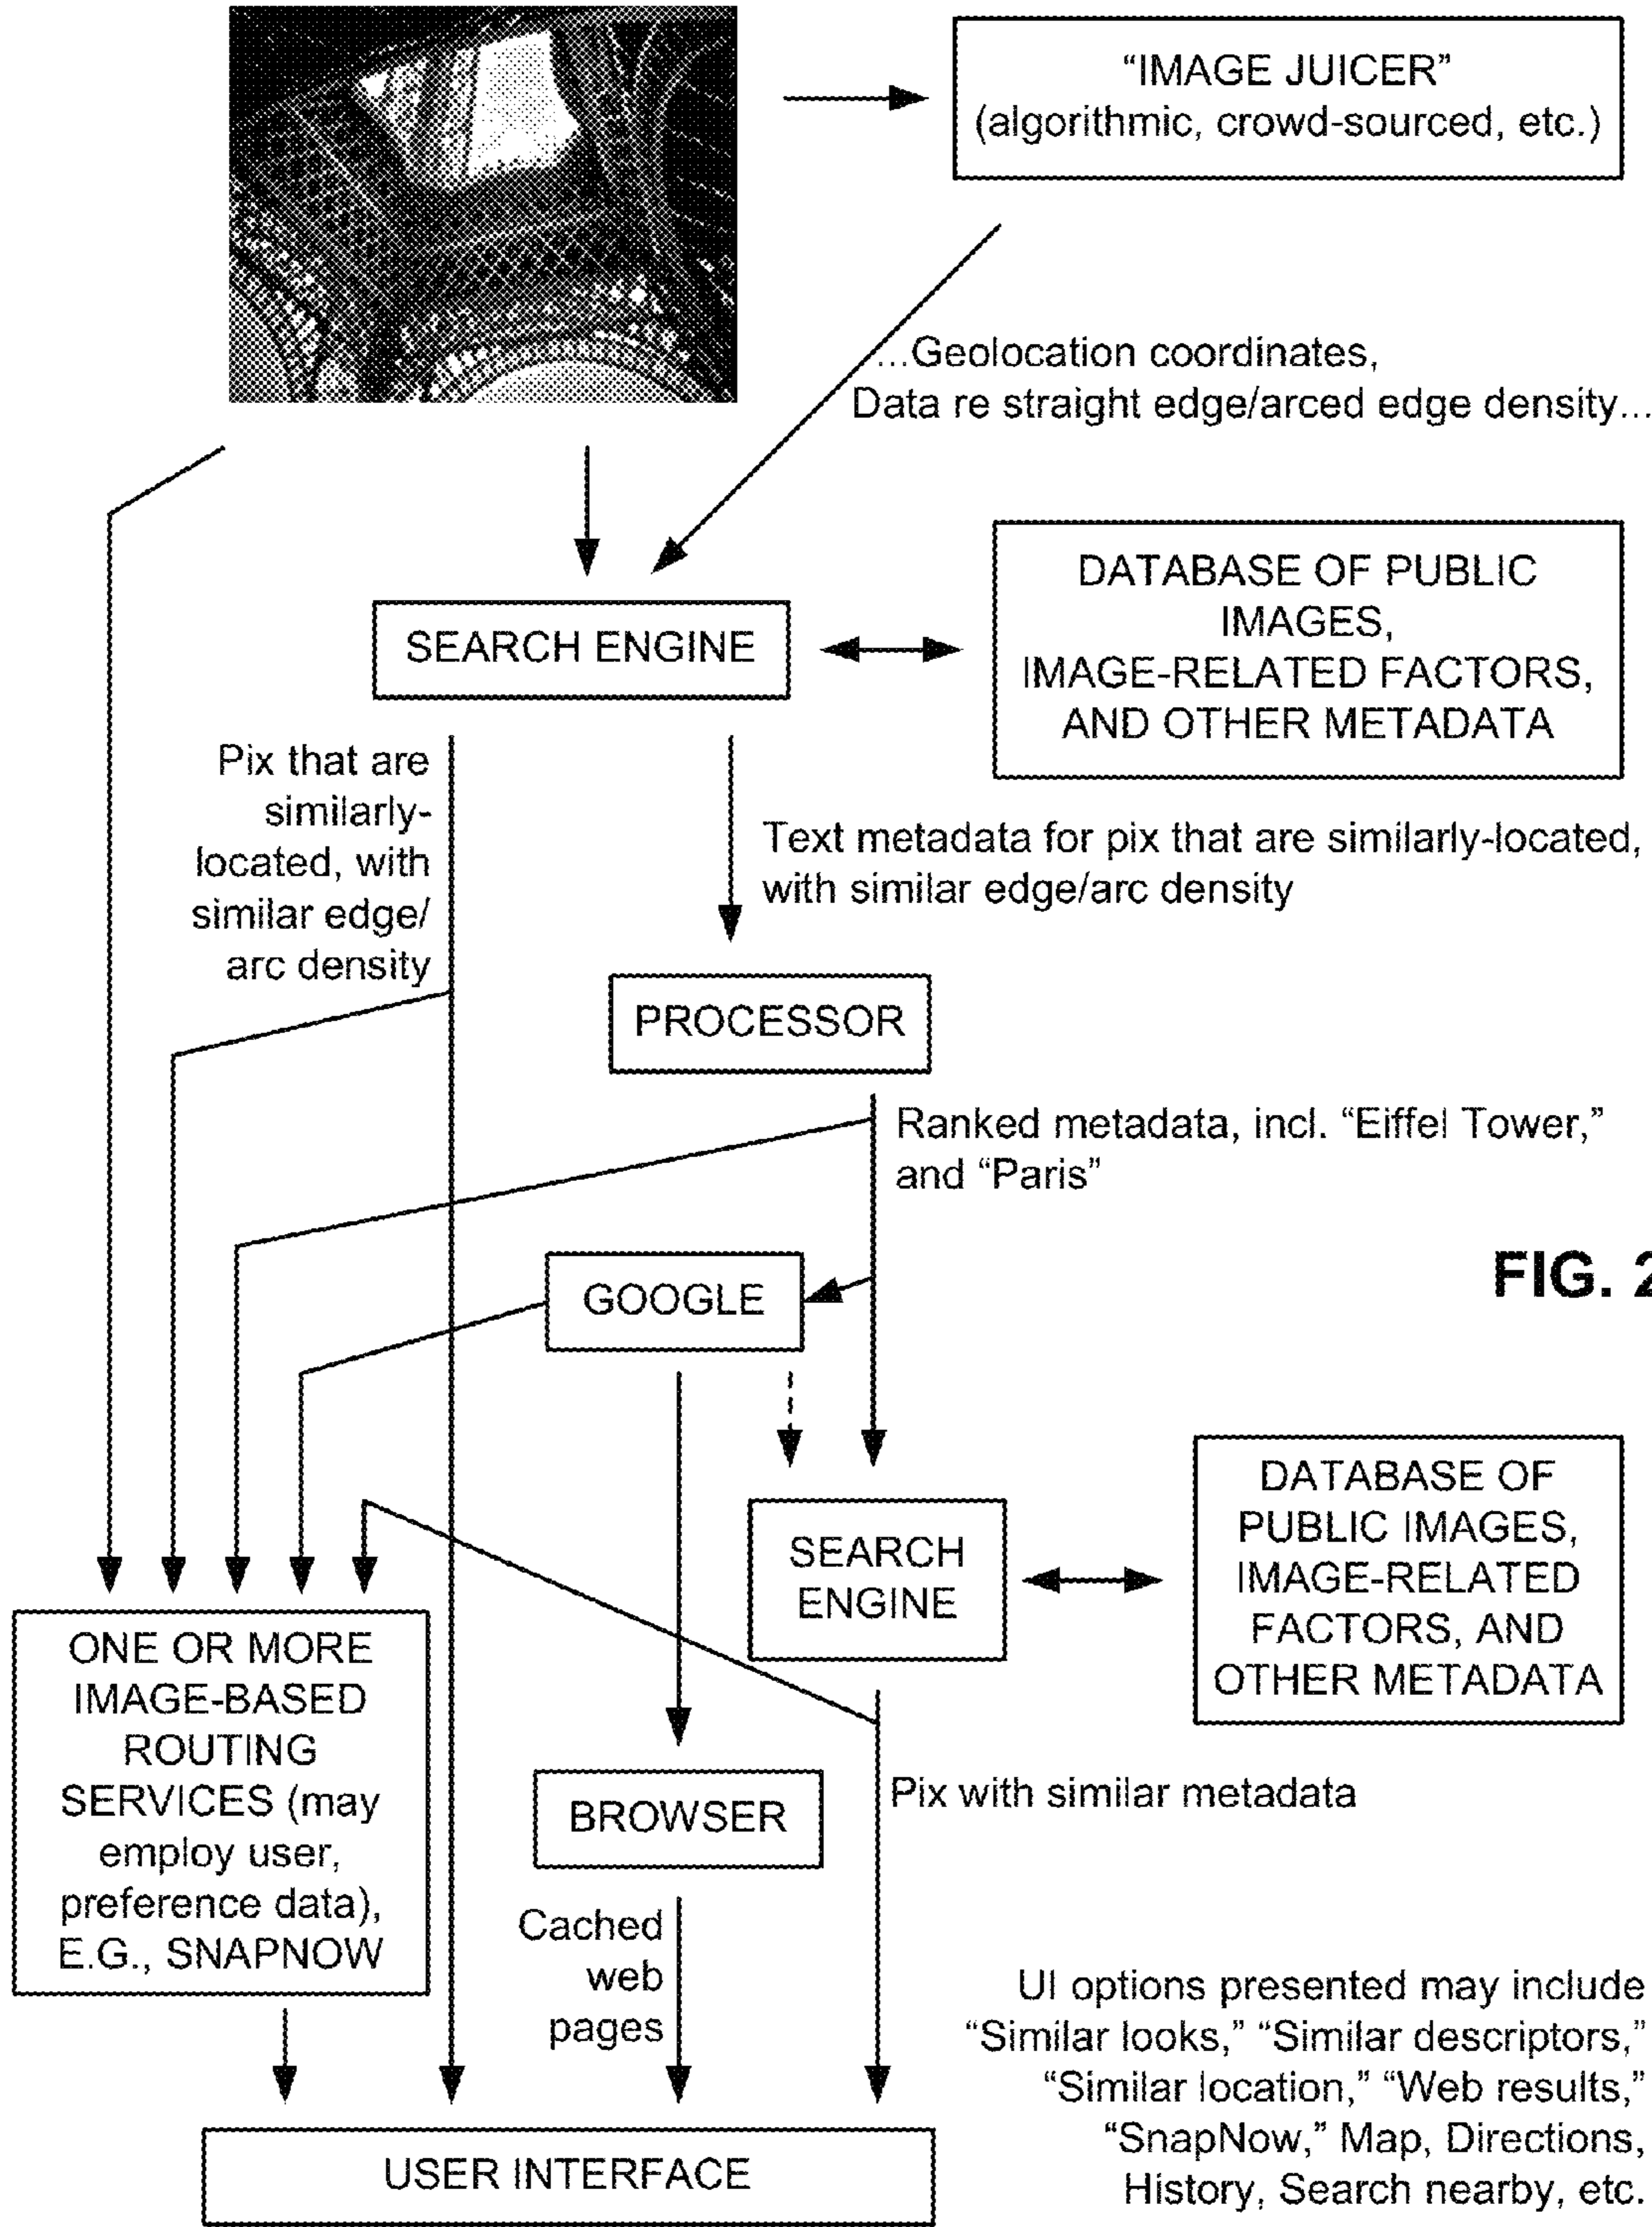 “IMAGE JUICER”
(algorithmic, crowd-sourced, etc.)
...Geolocation coordinates,
Data re straight edge/arced edge density...
SEARCH ENGINE
DATABASE OF PUBLIC
IMAGES,
IMAGE-RELATED FACTORS,
AND OTHER METADATA
Pix that are
similarly-
located, with
similar edge/
arc density
Text metadata for pix that are similarly-located,
with similar edge/arc density
PROCESSOR
Ranked metadata, incl. “Eiffel Tower,”
and “Paris”
FIG. 2
GOOGLE
SEARCH
ENGINE
DATABASE OF
PUBLIC IMAGES,
IMAGE-RELATED
FACTORS, AND
OTHER METADATA
ONE OR MORE
IMAGE-BASED
ROUTING
SERVICES (may
employ user,
preference data),
E.G., SNAPNOW
BROWSER
Pix with similar metadata
Cached
web
pages
UI options presented may include
“Similar looks,” “Similar descriptors,”
“Similar location,” “Web results,”
“SnapNow,” Map, Directions,
History, Search nearby, etc.
USER INTERFACE